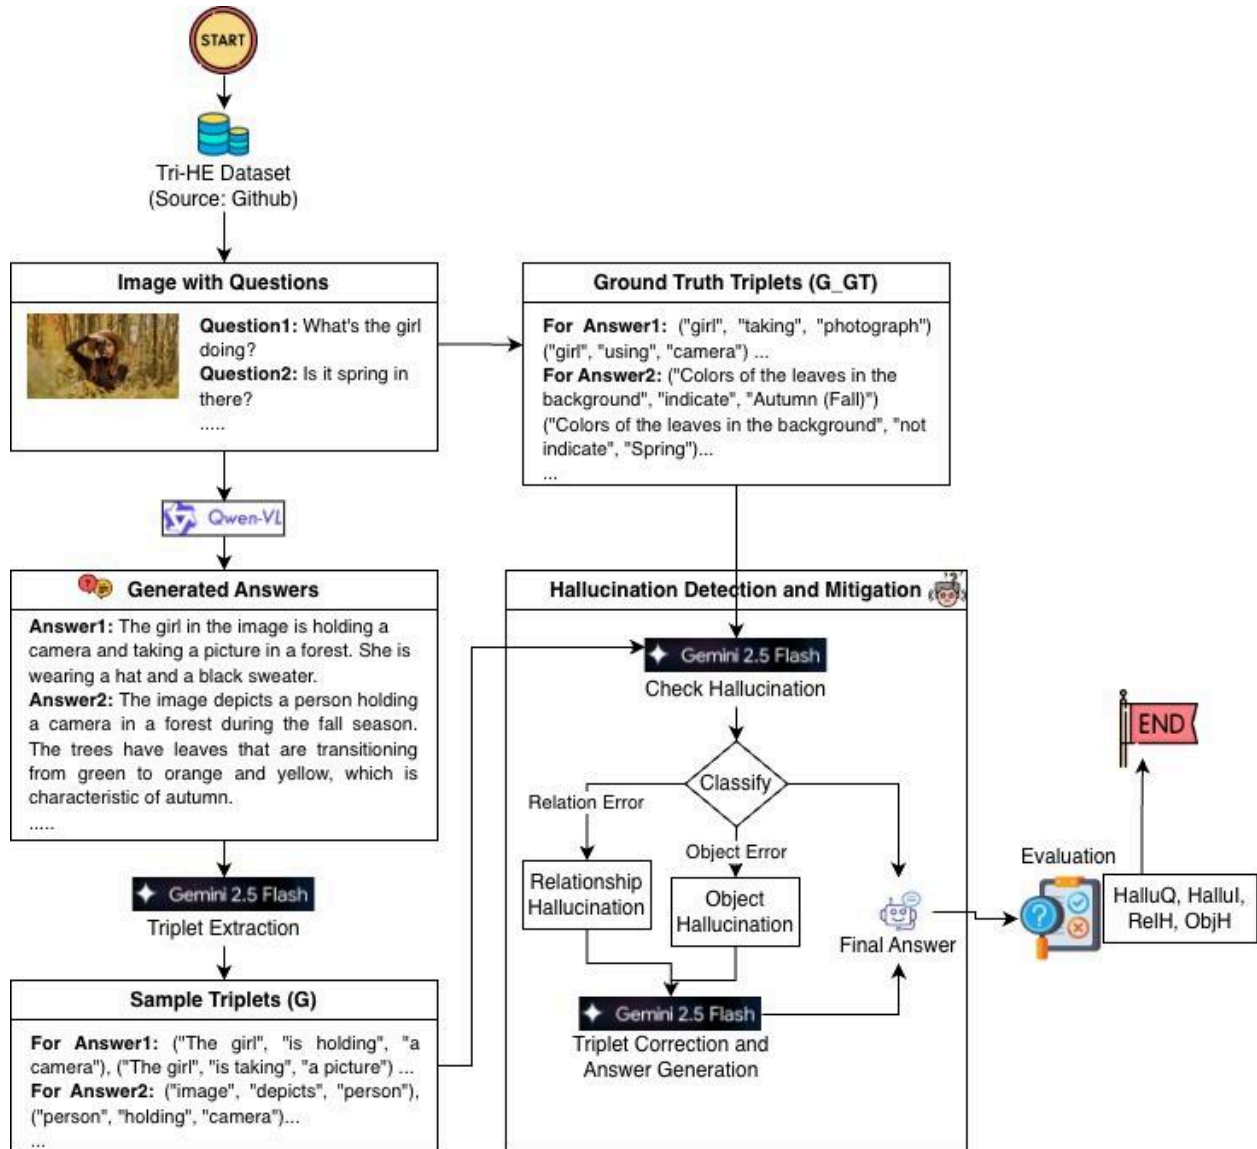 START
Tri-HE Dataset
(Source: Github)
Image with Questions
Question1: What's the girl
doing?
Question2: Is it spring in
there?
.....
Ground Truth Triplets (G_GT)
For Answer1: ("girl", "taking", "photograph")
("girl", "using", "camera") ...
For Answer2: ("Colors of the leaves in the
background", "indicate", "Autumn (Fall)")
("Colors of the leaves in the background", "not
indicate", "Spring")...
...
Qwen-VL
Generated Answers
Answer1: The girl in the image is holding a
camera and taking a picture in a forest. She is
wearing a hat and a black sweater.
Answer2: The image depicts a person holding
a camera in a forest during the fall season.
The trees have leaves that are transitioning
from green to orange and yellow, which is
characteristic of autumn.
.....
Gemini 2.5 Flash
Triplet Extraction
Sample Triplets (G)
For Answer1: ("The girl", "is holding", "a
camera"), ("The girl", "is taking", "a picture") ...
For Answer2: ("image", "depicts", "person"),
("person", "holding", "camera")...
...
Hallucination Detection and Mitigation
Gemini 2.5 Flash
Check Hallucination
Classify
Relation Error
Object Error
Relationship
Hallucination
Object
Hallucination
Gemini 2.5 Flash
Triplet Correction and
Answer Generation
Final Answer
Evaluation
HalluQ, HalluI,
RelH, ObjH
END